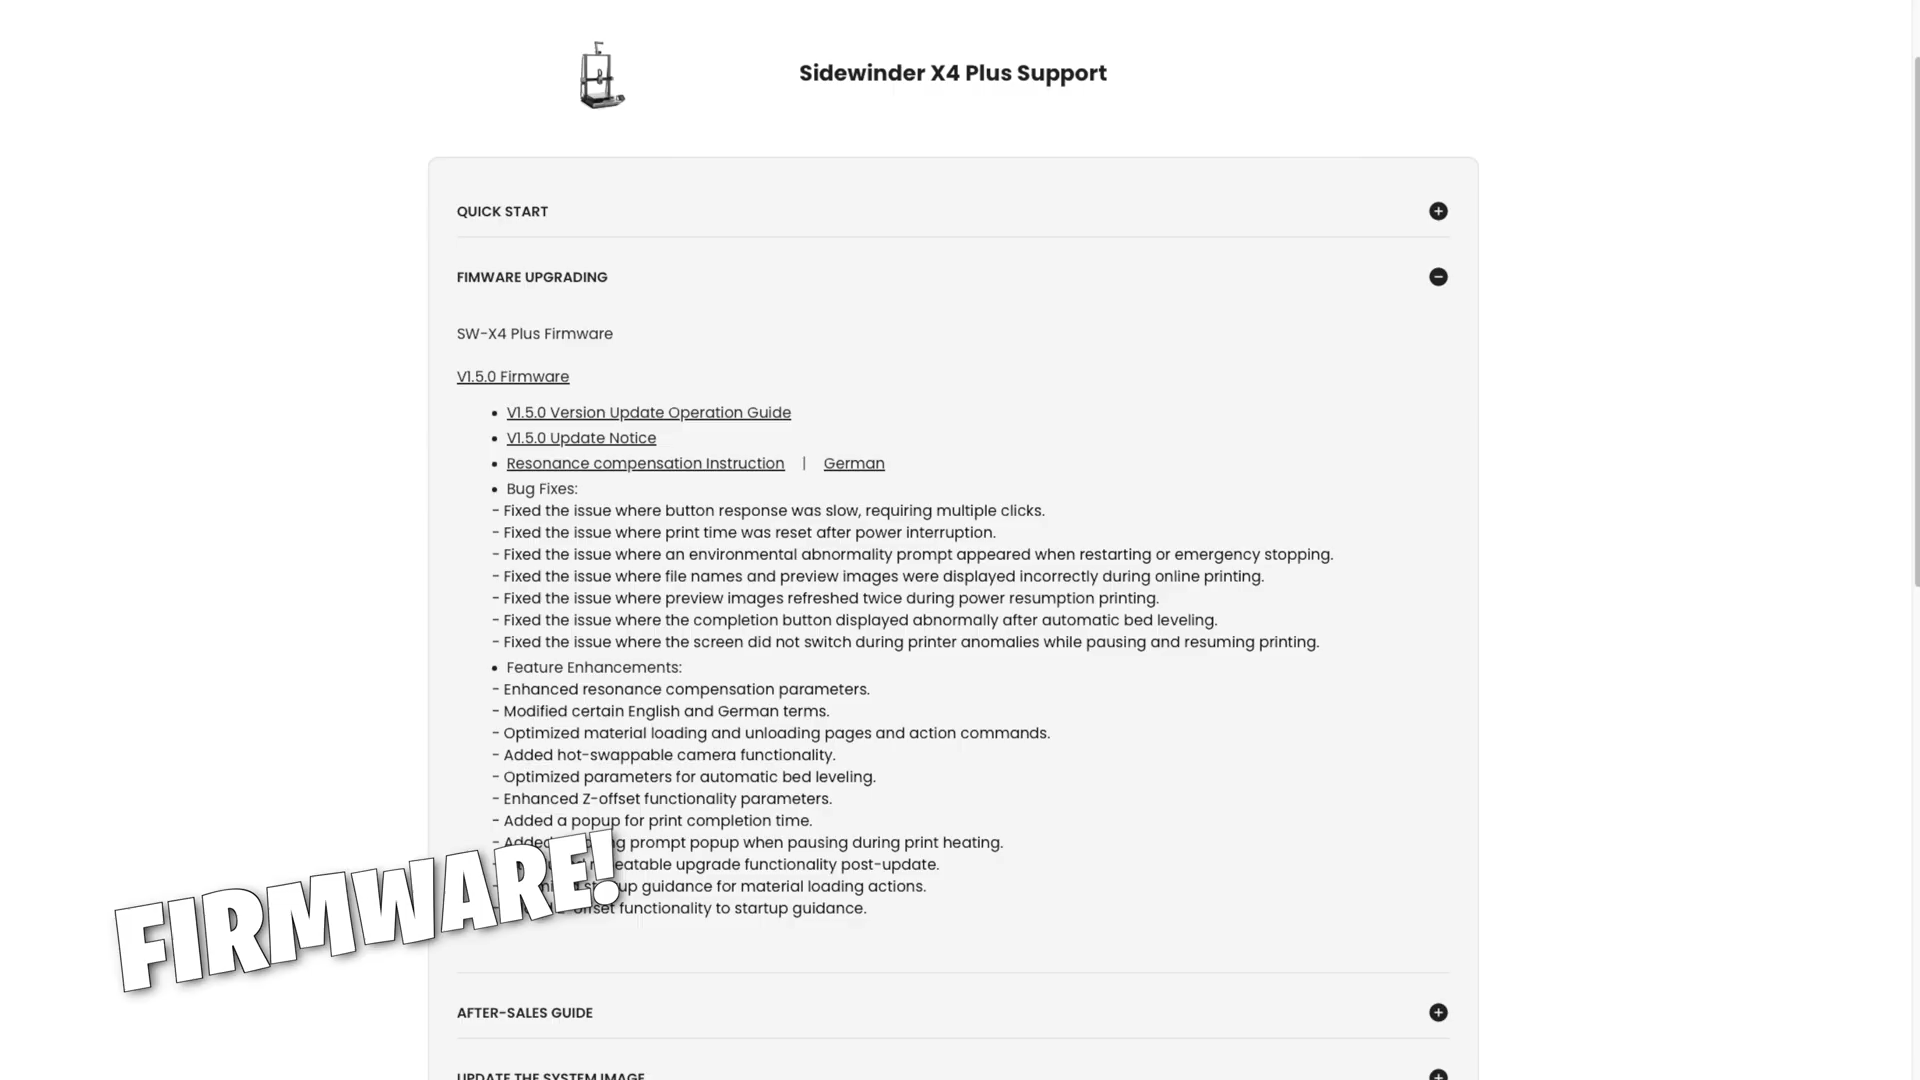 Sidewinder X4 Plus Support
QUICK START
FIMWARE UPGRADING
SW-X4 Plus Firmware
V1.5.0 Firmware
• V1.5.0 Version Update Operation Guide
• V1.5.0 Update Notice
• Resonance compensation Instruction | German
• Bug Fixes:
- Fixed the issue where button response was slow, requiring multiple clicks.
- Fixed the issue where print time was reset after power interruption.
- Fixed the issue where an environmental abnormality prompt appeared when restarting or emergency stopping.
- Fixed the issue where file names and preview images were displayed incorrectly during online printing.
- Fixed the issue where preview images refreshed twice during power resumption printing.
- Fixed the issue where the completion button displayed abnormally after automatic bed leveling.
- Fixed the issue where the screen did not switch during printer anomalies while pausing and resuming printing.
• Feature Enhancements:
- Enhanced resonance compensation parameters.
- Modified certain English and German terms.
- Optimized material loading and unloading pages and action commands.
- Added hot-swappable camera functionality.
- Optimized parameters for automatic bed leveling.
- Enhanced Z-offset functionality parameters.
- Added a popup for print completion time.
- Added prompt popup when pausing during print heating.
upgrade functionality post-update.
guidance for material loading actions.
functionality to startup guidance.
FIRMWARE!
AFTER-SALES GUIDE
UPDATE THE SYSTEM IMAGE